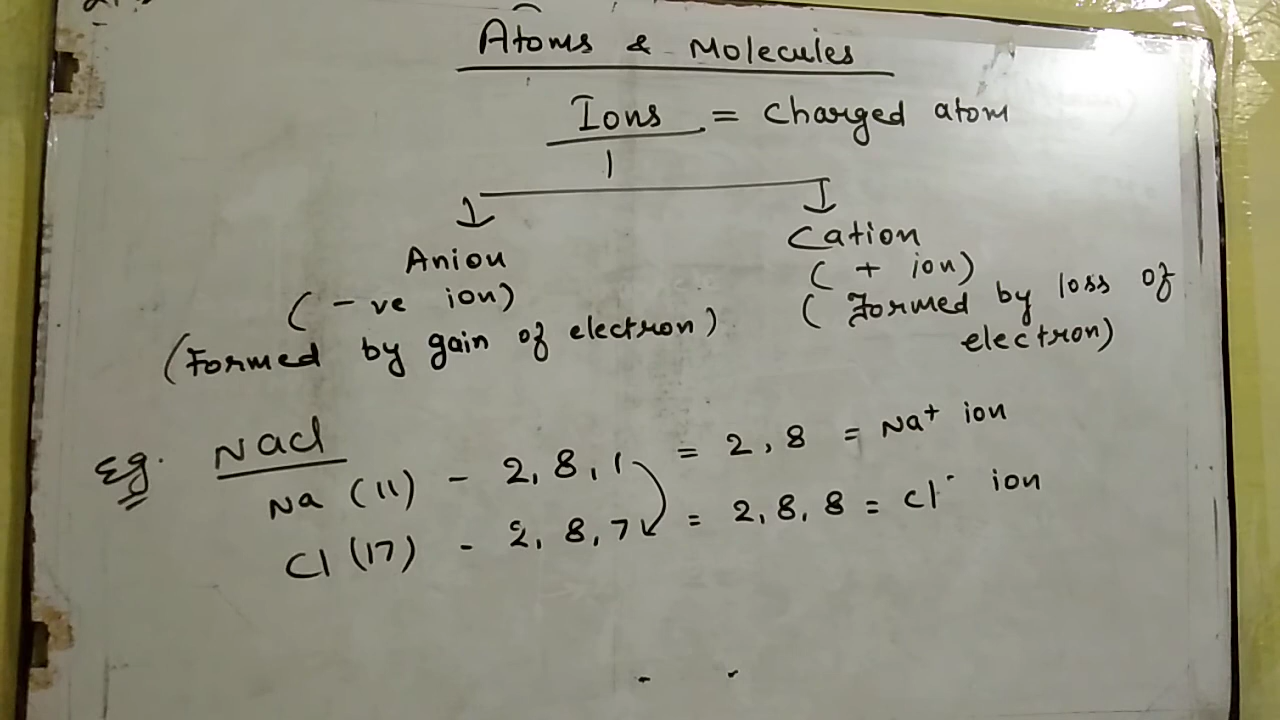 Atoms & Molecules
Ions = Charged atom
Anion
(-ve ion)
(Formed by gain of electron)
Cation
(+ ion)
(Formed by loss of
electron)
Eg. NaCl
Na (11) - 2, 8, 1 = 2, 8 = Na+ ion
Cl (17) - 2, 8, 7 = 2, 8, 8 = Cl- ion